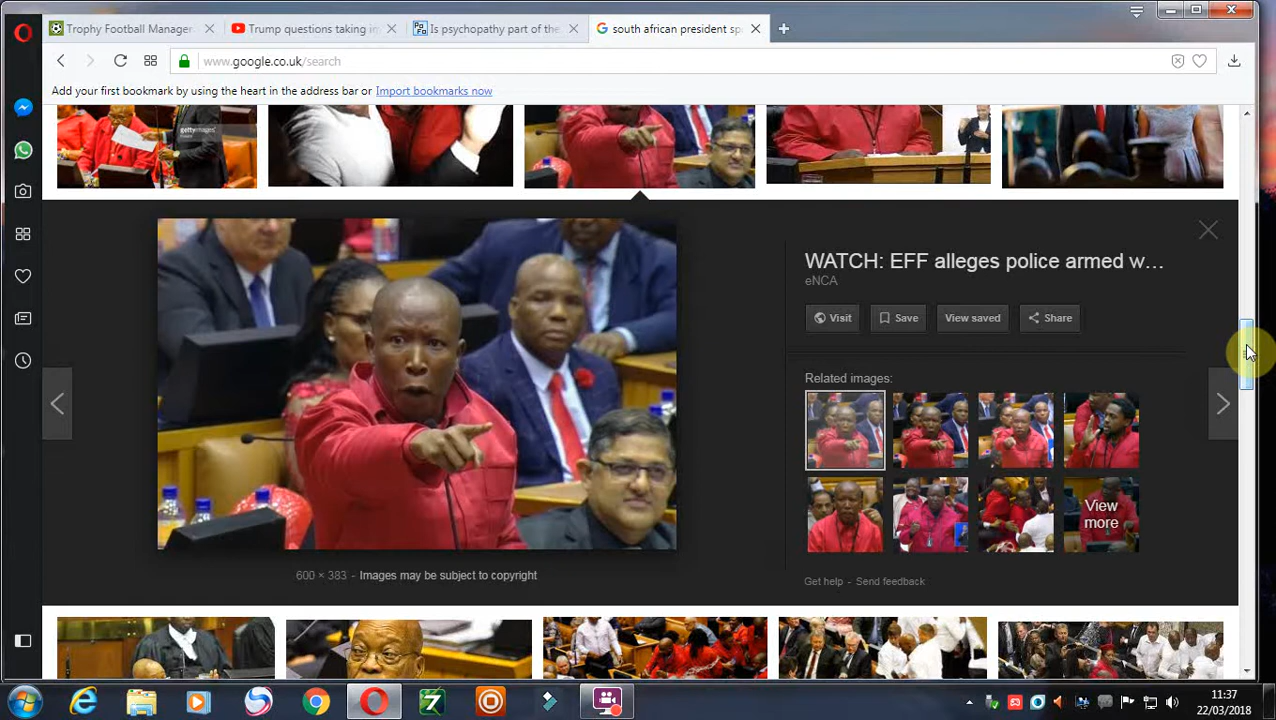 Trophy Football Manager
Trump questions taking i
Is psychopathy part of the
south african president sp
www.google.co.uk/search
Add your first bookmark by using the heart in the address bar or Import bookmarks now
gettyimages
WATCH: EFF alleges police armed w...
eNCA
Visit
Save
View saved
Share
Related images:
View
more
600 × 383 - Images may be subject to copyright
Get help - Send feedback
11:37
22/03/2018